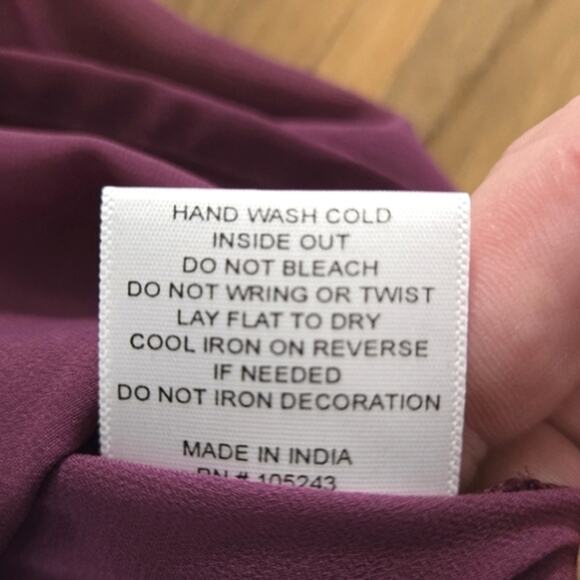 HAND WASH COLD
INSIDE OUT
DO NOT BLEACH
DO NOT WRING OR TWIST
LAY FLAT TO DRY
COOL IRON ON REVERSE
IF NEEDED
DO NOT IRON DECORATION
MADE IN INDIA
RN # 105243